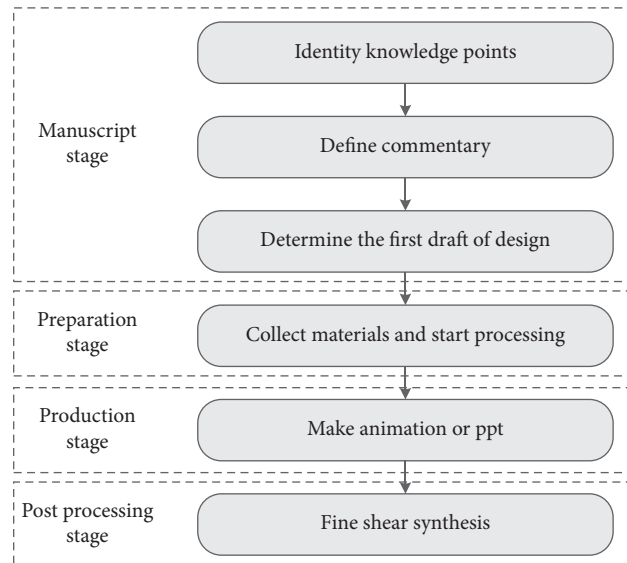 Manuscript
stage
Identity knowledge points
Define commentary
Determine the first draft of design
Preparation
stage
Collect materials and start processing
Production
stage
Make animation or ppt
Post processing
stage
Fine shear synthesis